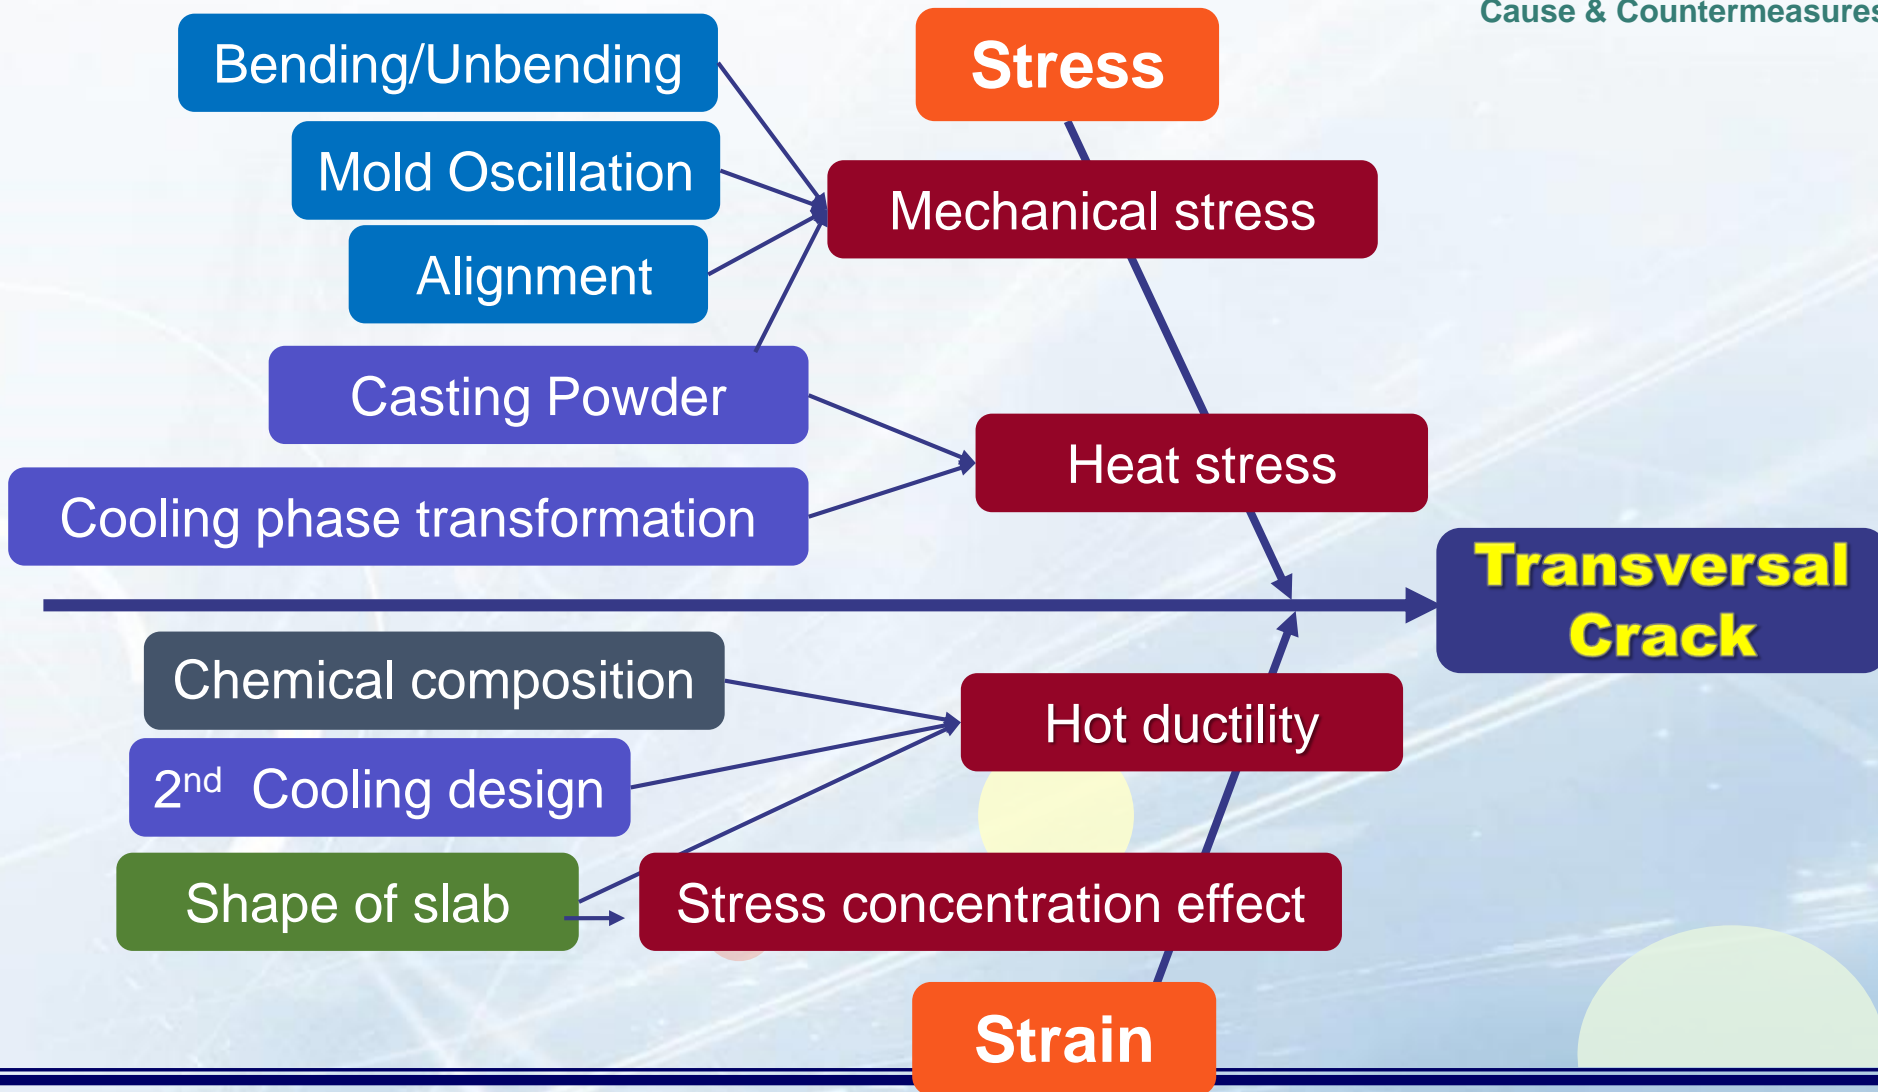 Cause & Countermeasures
Bending/Unbending
Stress
Mold Oscillation
Mechanical stress
Alignment
Casting Powder
Heat stress
Cooling phase transformation
Transversal
Crack
Chemical composition
Hot ductility
2nd Cooling design
Shape of slab
Stress concentration effect
Strain